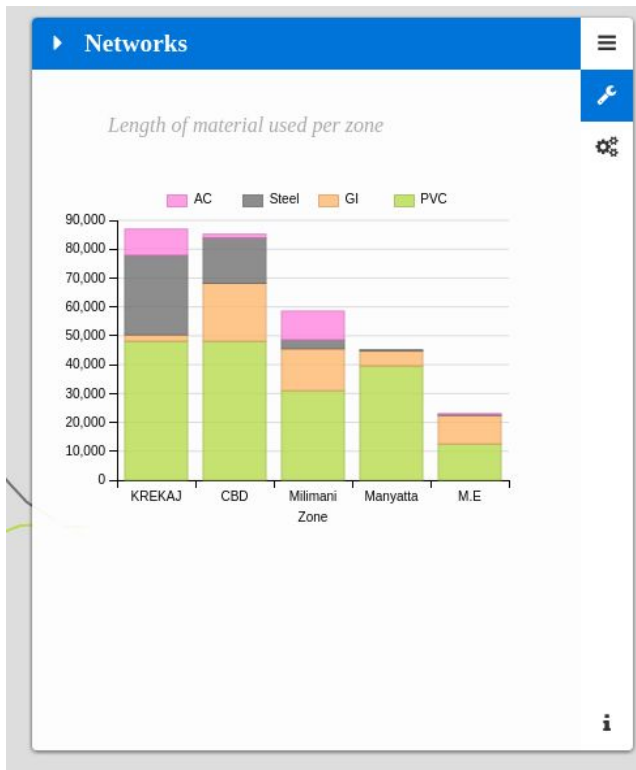 Networks
Length of material used per zone
AC Steel GI PVC
90,000
80,000
70,000
60,000
50,000
40,000
30,000
20,000
10,000
0
KREKAJ CBD Milimani Manyatta M.E
Zone
i